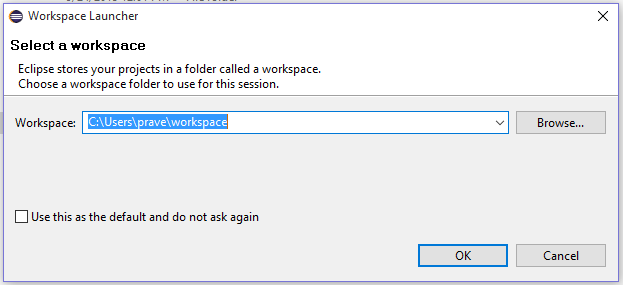 Workspace Launcher
Select a workspace
Eclipse stores your projects in a folder called a workspace.
Choose a workspace folder to use for this session.
Workspace: C:\Users\prave\workspace Browse...
Use this as the default and do not ask again
OK Cancel